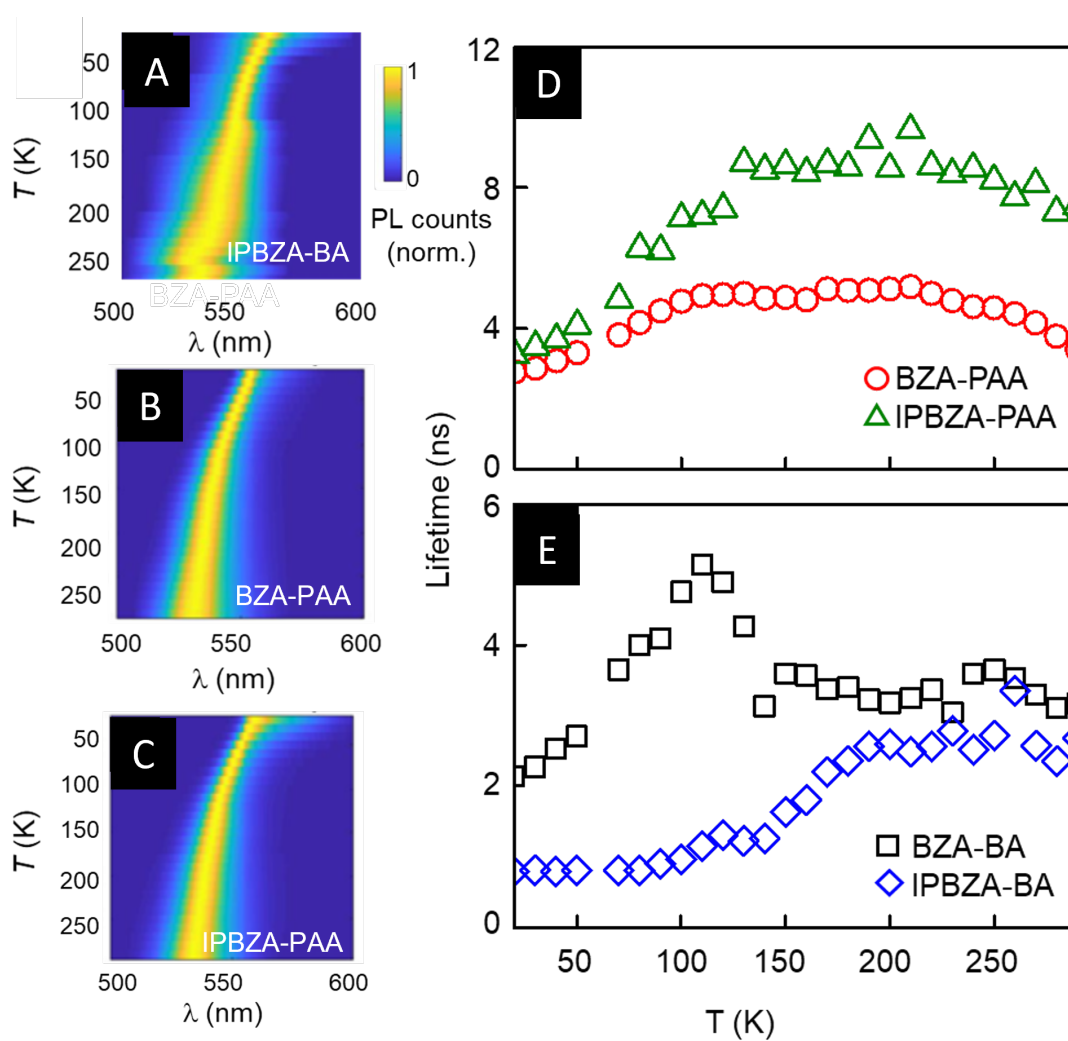 A
50
100
150
200
250
T (K)
IPBZA-BA
BZA-PAA
500
550
600
λ (nm)
1
0
PL counts
(norm.)
B
50
100
150
200
250
T (K)
BZA-PAA
500
550
600
λ (nm)
C
50
100
150
200
250
T (K)
IPBZA-PAA
500
550
600
λ (nm)
D
12
8
4
0
BZA-PAA
IPBZA-PAA
Lifetime (ns)
E
6
4
2
0
BZA-BA
IPBZA-BA
50
100
150
200
250
T (K)